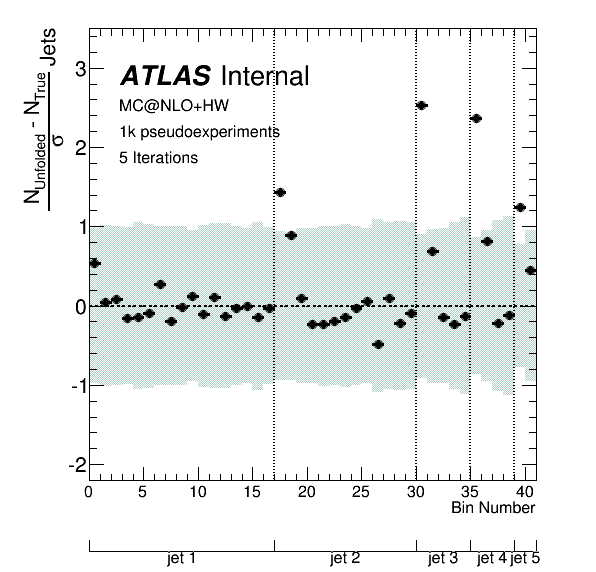 N_Unfolded - N_True
σ
Jets
ATLAS Internal
MC@NLO+HW
1k pseudoexperiments
5 Iterations
3
2
1
0
-1
-2
0 5 10 15 20 25 30 35 40
Bin Number
jet 1 jet 2 jet 3 jet 4 jet 5